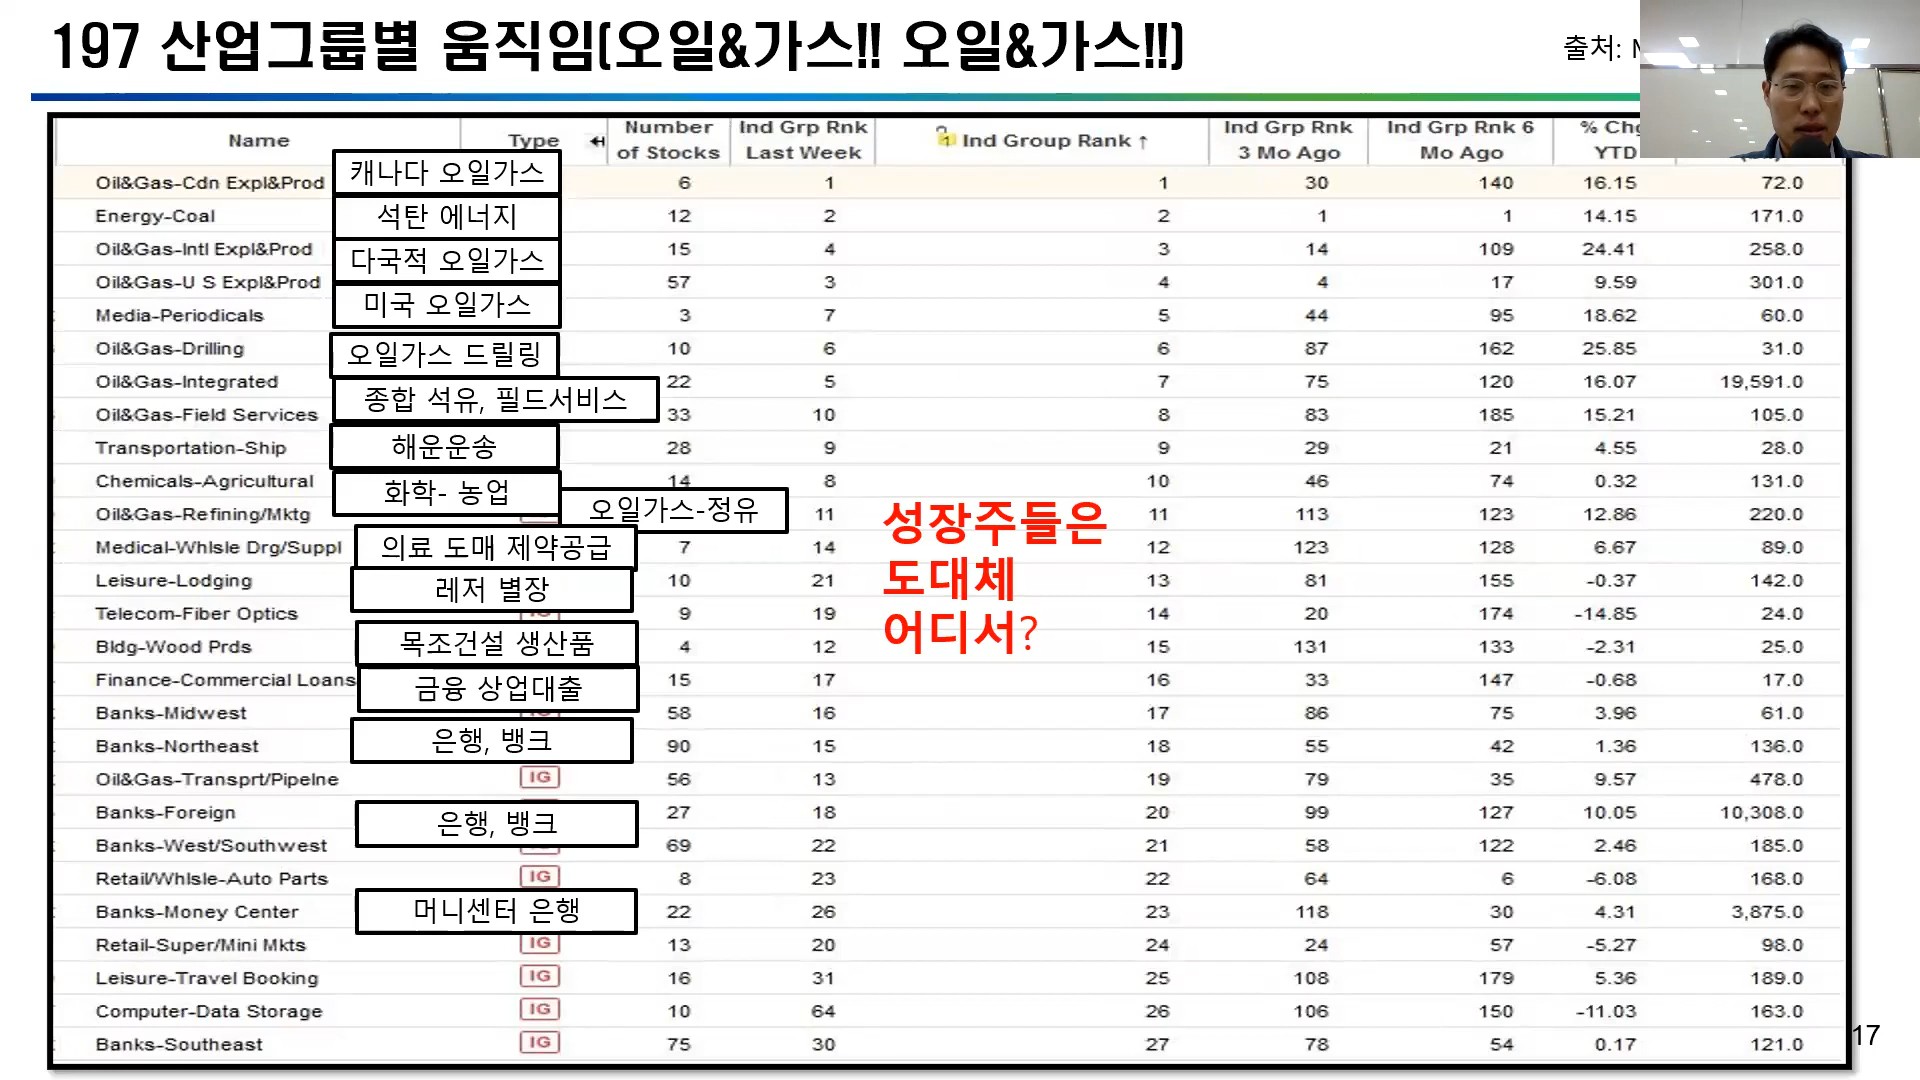 197 산업그룹별 움직임(오일&가스!! 오일&가스!!)
출처:
Name Type Number of Stocks Ind Grp Rnk Last Week Ind Group Rank ↑ Ind Grp Rnk 3 Mo Ago Ind Grp Rnk 6 Mo Ago % Chg YTD
Oil&Gas-Cdn Expl&Prod 캐나다 오일가스 6 1 1 30 140 16.15 72.0
Energy-Coal 석탄 에너지 12 2 2 1 1 14.15 171.0
Oil&Gas-Intl Expl&Prod 다국적 오일가스 15 4 3 14 109 24.41 258.0
Oil&Gas-U S Expl&Prod 미국 오일가스 57 3 4 4 17 9.59 301.0
Media-Periodicals 3 7 5 44 95 18.62 60.0
Oil&Gas-Drilling 오일가스 드릴링 10 6 6 87 162 25.85 31.0
Oil&Gas-Integrated 종합 석유, 필드서비스 22 5 7 75 120 16.07 19,591.0
Oil&Gas-Field Services 33 10 8 83 185 15.21 105.0
Transportation-Ship 해운운송 28 9 9 29 21 4.55 28.0
Chemicals-Agricultural 화학- 농업 14 8 10 46 74 0.32 131.0
Oil&Gas-Refining/Mktg 오일가스-정유 11 11 113 123 12.86 220.0
Medical-Whlsle Drg/Suppl 의료 도매 제약공급 7 14 12 123 128 6.67 89.0
Leisure-Lodging 레저 별장 10 21 13 81 155 -0.37 142.0
Telecom-Fiber Optics 9 19 14 20 174 -14.85 24.0
Bldg-Wood Prds 목조건설 생산품 4 12 15 131 133 -2.31 25.0
Finance-Commercial Loans 금융 상업대출 15 17 16 33 147 -0.68 17.0
Banks-Midwest 58 16 17 86 75 3.96 61.0
Banks-Northeast 은행, 뱅크 90 15 18 55 42 1.36 136.0
Oil&Gas-Transprt/Pipelne IG 56 13 19 79 35 9.57 478.0
Banks-Foreign 은행, 뱅크 27 18 20 99 127 10.05 10,308.0
Banks-West/Southwest 69 22 21 58 122 2.46 185.0
Retail/Whlsle-Auto Parts IG 8 23 22 64 6 -6.08 168.0
Banks-Money Center 머니센터 은행 22 26 23 118 30 4.31 3,875.0
Retail-Super/Mini Mkts IG 13 20 24 24 57 -5.27 98.0
Leisure-Travel Booking IG 16 31 25 108 179 5.36 189.0
Computer-Data Storage IG 10 64 26 106 150 -11.03 163.0
Banks-Southeast IG 75 30 27 78 54 0.17 121.0
성장주들은
도대체
어디서?
17